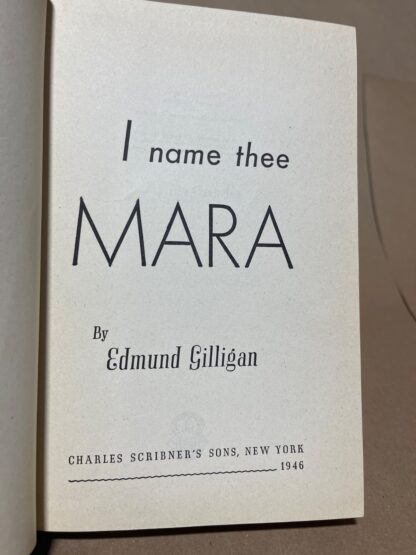 I name thee
MARA
By
Edmund Gilligan
CHARLES SCRIBNER'S SONS, NEW YORK
1946